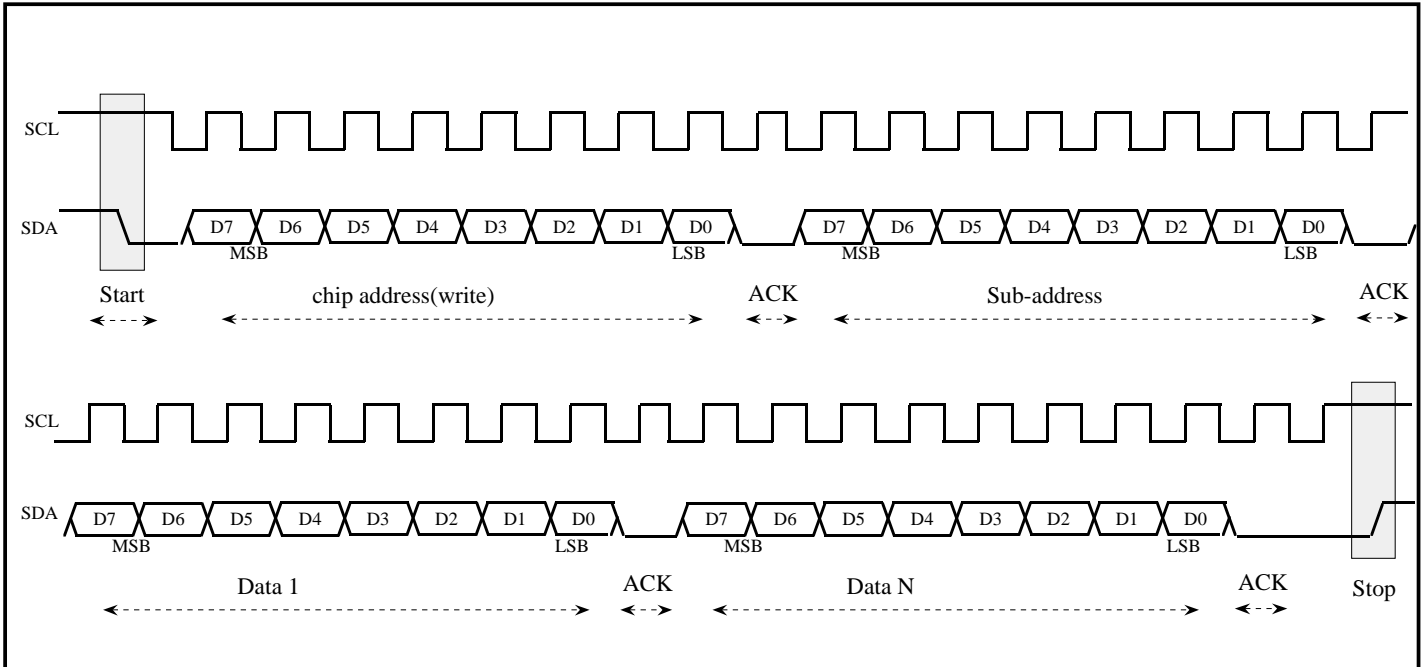 SCL
SDA D7 D6 D5 D4 D3 D2 D1 D0 D7 D6 D5 D4 D3 D2 D1 D0
MSB LSB MSB LSB
Start chip address(write) ACK Sub-address ACK
SCL
SDA D7 D6 D5 D4 D3 D2 D1 D0 D7 D6 D5 D4 D3 D2 D1 D0
MSB LSB MSB LSB
Data 1 ACK Data N ACK Stop